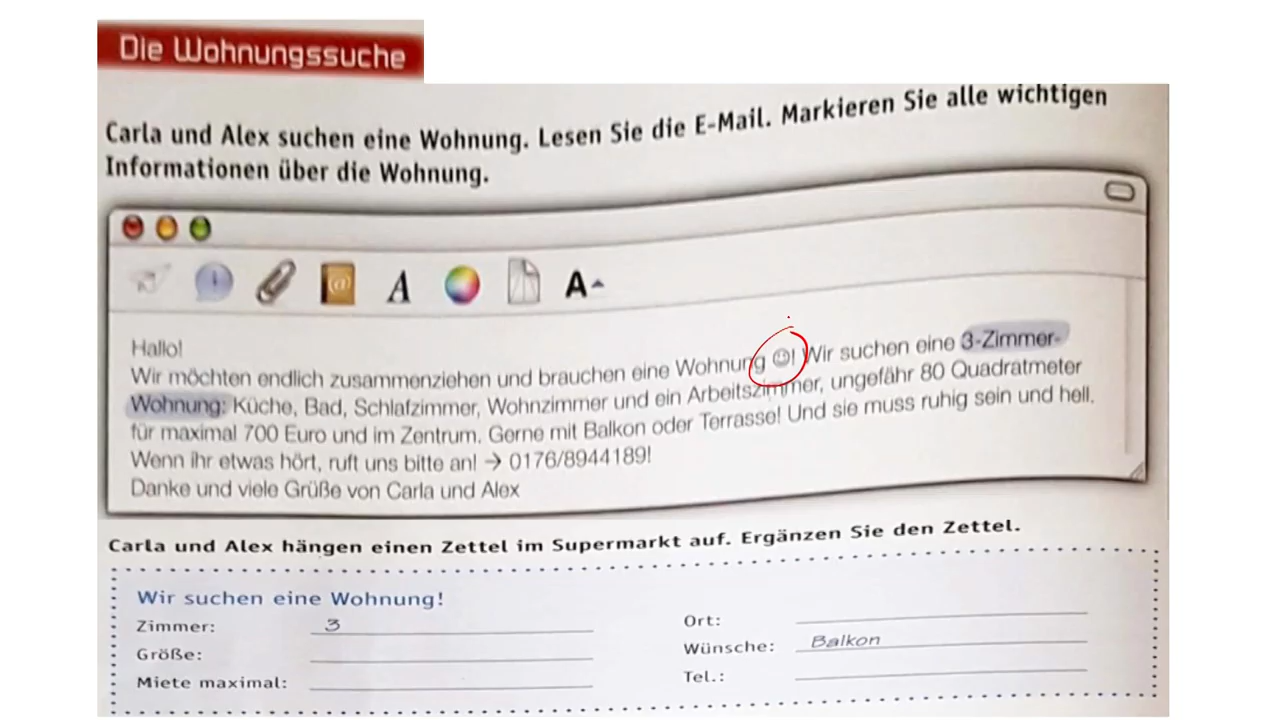 Die Wohnungssuche
Carla und Alex suchen eine Wohnung. Lesen Sie die E-Mail. Markieren Sie alle wichtigen
Informationen über die Wohnung.
@ A A
Hallo!
Wir möchten endlich zusammenziehen und brauchen eine Wohnung ☺! Wir suchen eine 3-Zimmer-
Wohnung: Küche, Bad, Schlafzimmer, Wohnzimmer und ein Arbeitszimmer, ungefähr 80 Quadratmeter
für maximal 700 Euro und im Zentrum. Gerne mit Balkon oder Terrasse! Und sie muss ruhig sein und hell.
Wenn ihr etwas hört, ruft uns bitte an! → 0176/8944189!
Danke und viele Grüße von Carla und Alex
Carla und Alex hängen einen Zettel im Supermarkt auf. Ergänzen Sie den Zettel.
Wir suchen eine Wohnung!
Zimmer: 3
Größe:
Miete maximal:
Ort:
Wünsche: Balkon
Tel.: